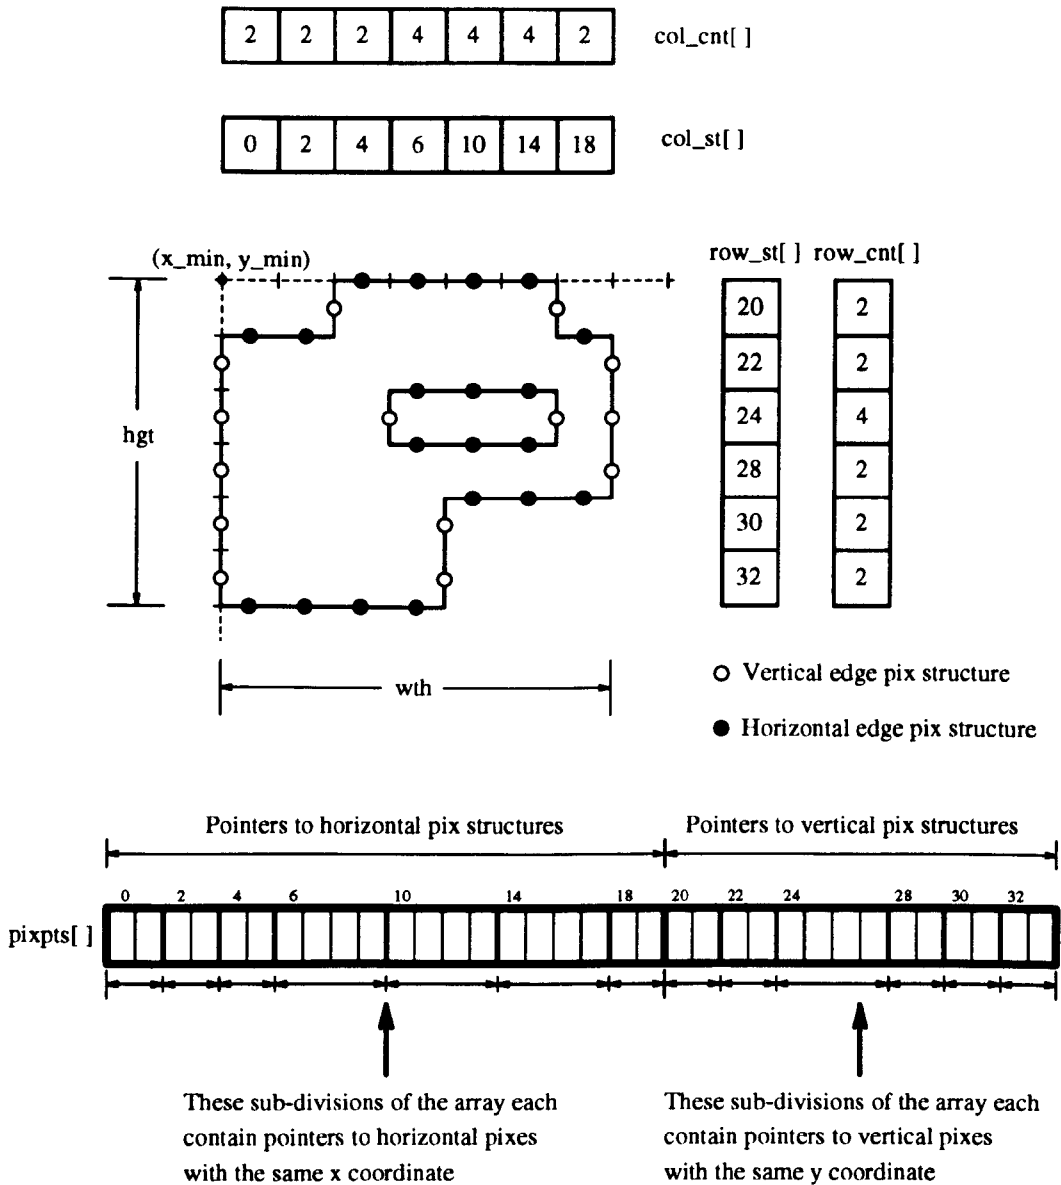 2 2 2 4 4 4 2 col_cnt[ ]
0 2 4 6 10 14 18 col_st[ ]
(x_min, y_min)
row_st[ ] row_cnt[ ]
20 2
22 2
24 4
28 2
30 2
32 2
hgt
wth
Vertical edge pix structure
Horizontal edge pix structure
Pointers to horizontal pix structures
Pointers to vertical pix structures
0 2 4 6 10 14 18 20 22 24 28 30 32
pixpts[ ]
These sub-divisions of the array each
contain pointers to horizontal pixes
with the same x coordinate
These sub-divisions of the array each
contain pointers to vertical pixes
with the same y coordinate